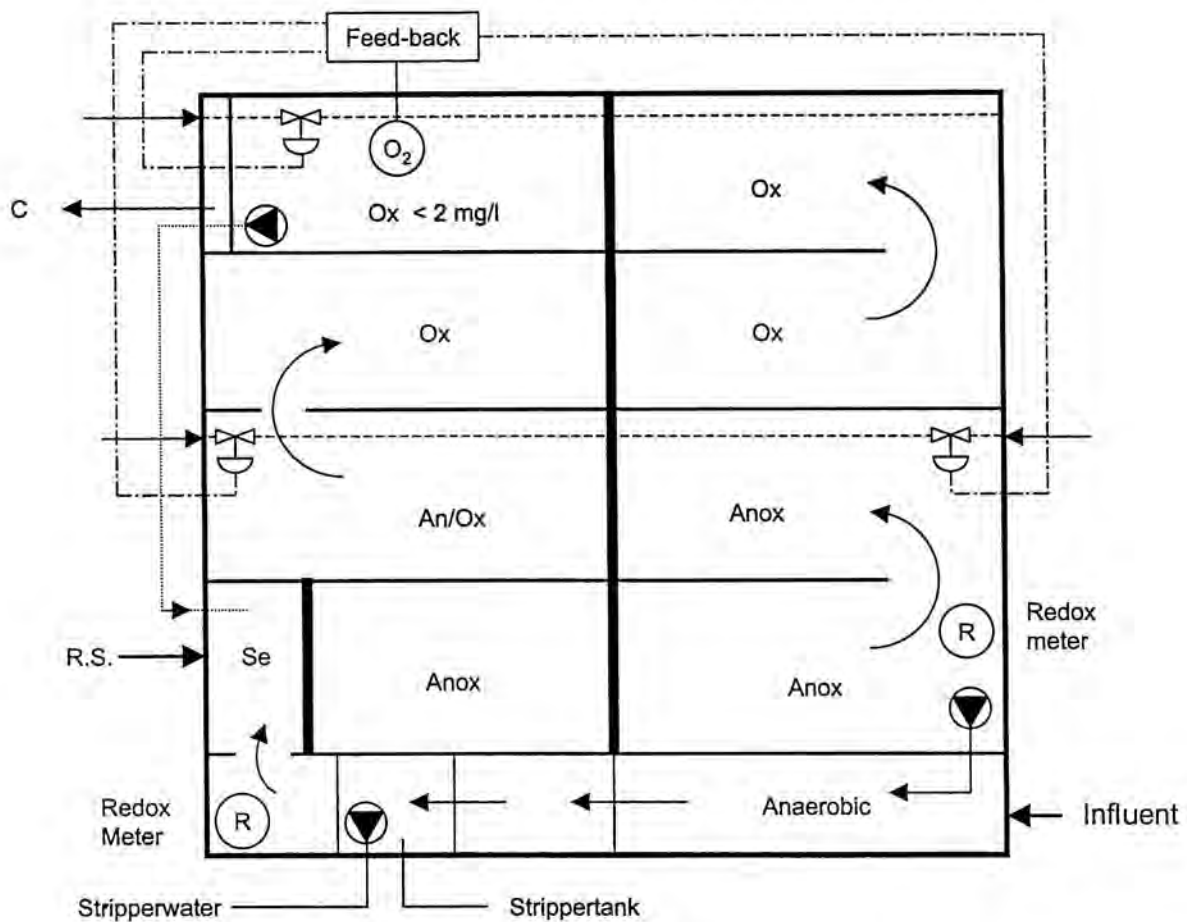 Feed-back
O2
Ox
C
Ox < 2 mg/l
Ox
Ox
An/Ox
Anox
R.S.
Se
Anox
Anox
R
Redox
meter
Redox
Meter
R
Anaerobic
Influent
Stripperwater
Strippertank